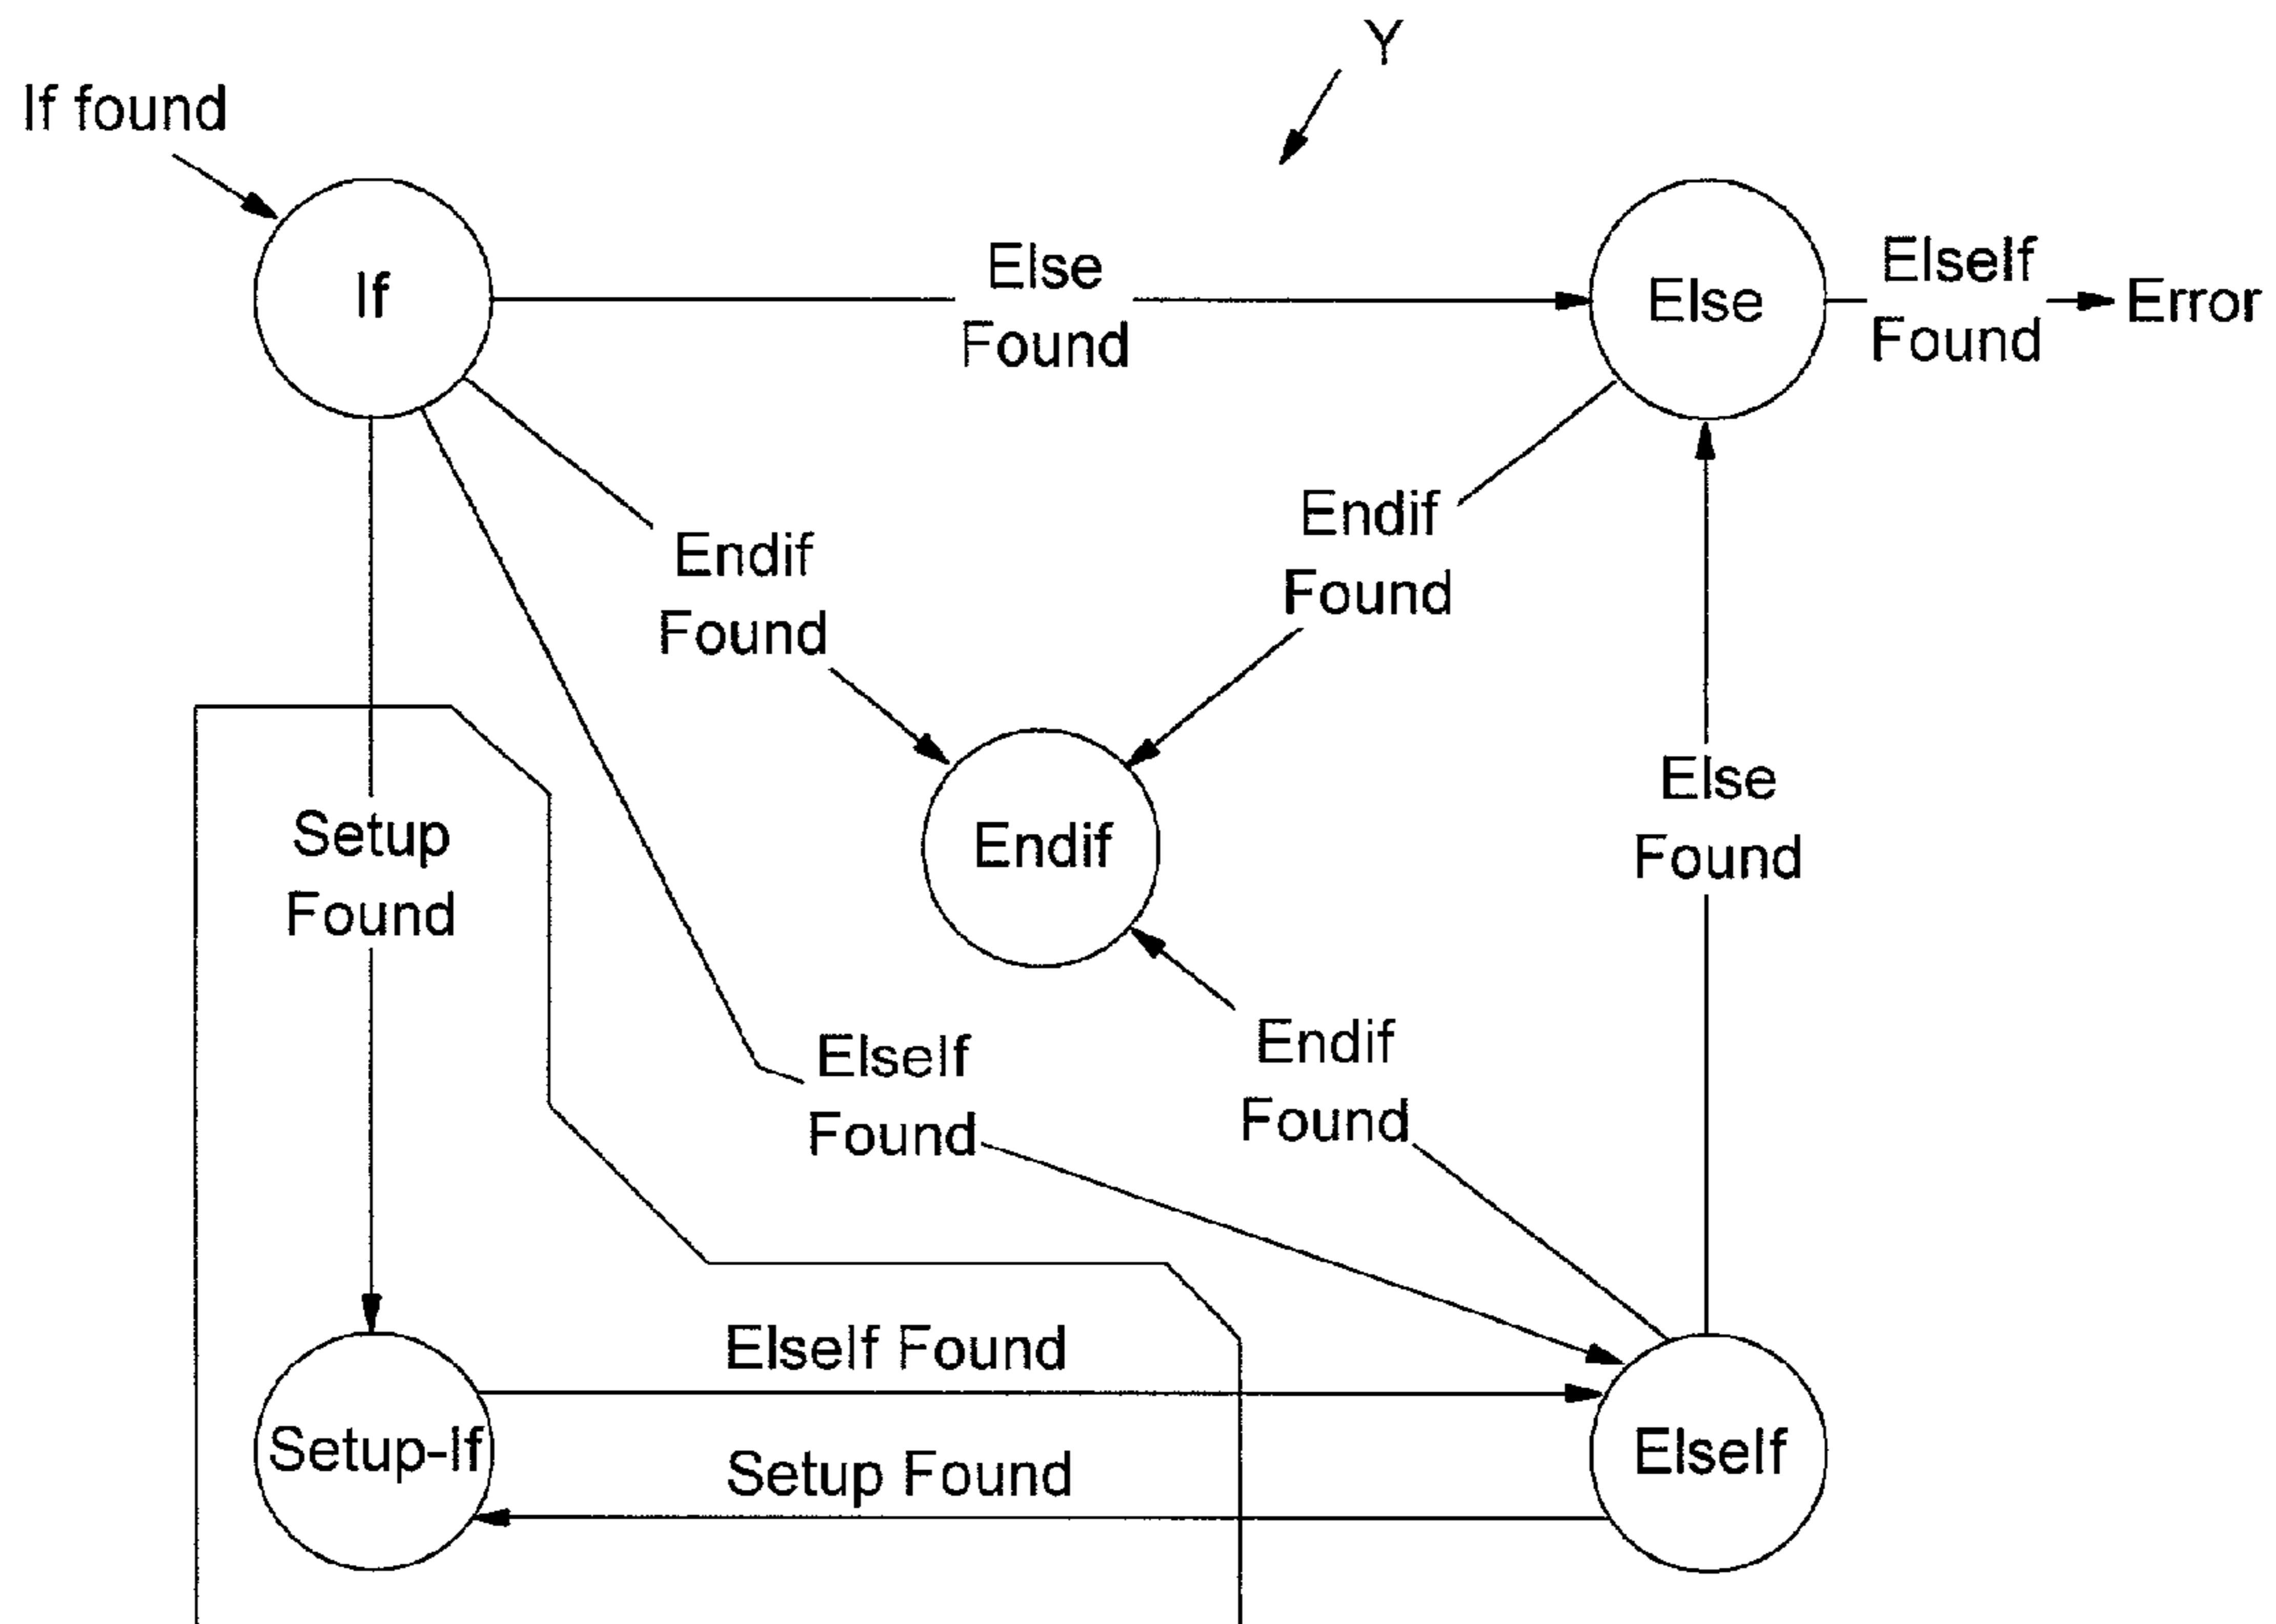 Y
If found
If
Else
Found
Else
ElseIf
Found
Error
Endif
Found
Endif
Found
Endif
Else
Found
Setup
Found
ElseIf
Found
Endif
Found
ElseIf Found
Setup-If
Setup Found
ElseIf